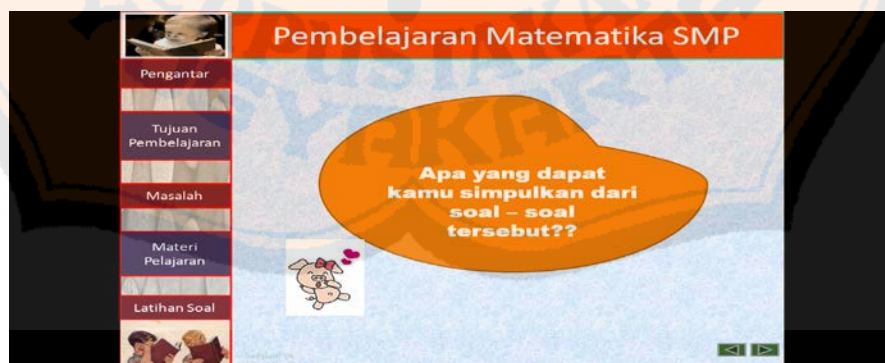 Pembelajaran Matematika SMP
Pengantar
Tujuan
Pembelajaran
Masalah
Materi
Pelajaran
Latihan Soal
Apa yang dapat
kamu simpulkan dari
soal – soal
tersebut??